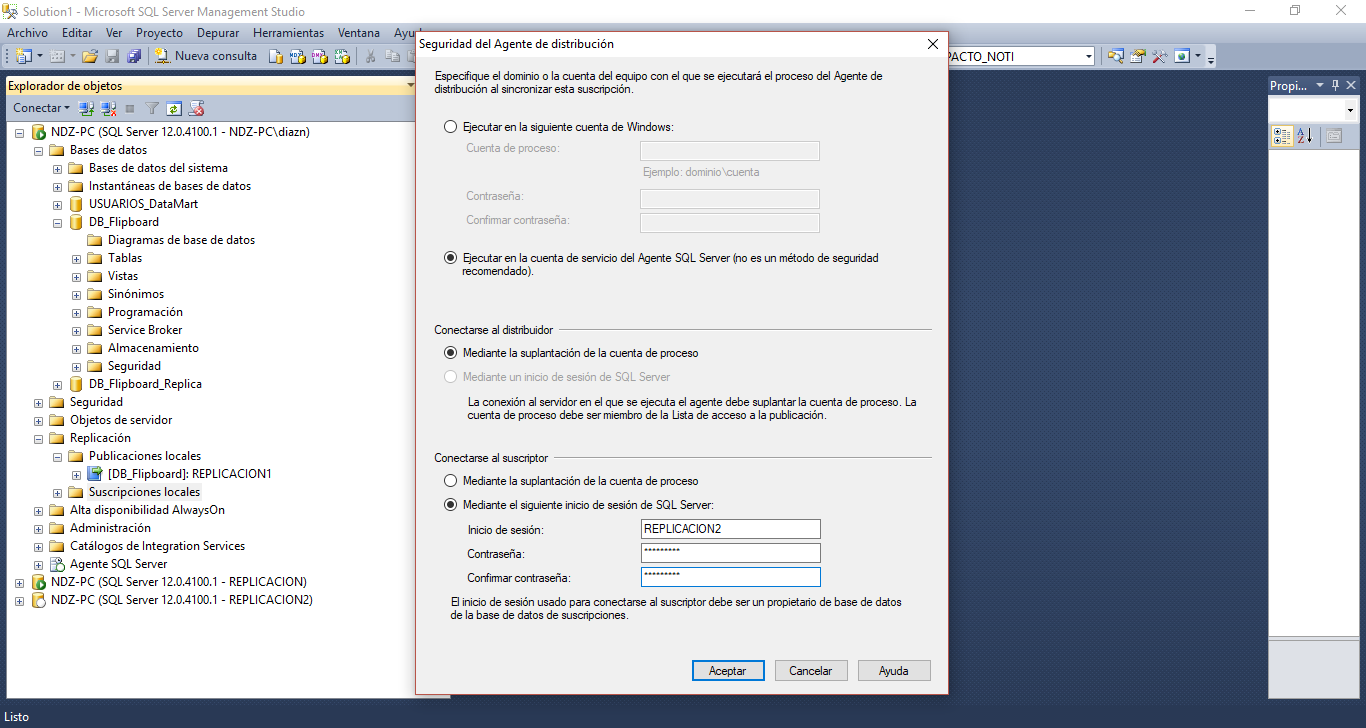 Solution1 - Microsoft SQL Server Management Studio
Archivo Editar Ver Proyecto Depurar Herramientas Ventana Ayu
Nueva consulta
PACTO_NOTI
Explorador de objetos
Conectar
NDZ-PC (SQL Server 12.0.4100.1 - NDZ-PC\diazn)
Bases de datos
Bases de datos del sistema
Instantáneas de bases de datos
USUARIOS_DataMart
DB_Flipboard
Diagramas de base de datos
Tablas
Vistas
Sinónimos
Programación
Service Broker
Almacenamiento
Seguridad
DB_Flipboard_Replica
Seguridad
Objetos de servidor
Replicación
Publicaciones locales
[DB_Flipboard]: REPLICACION1
Suscripciones locales
Alta disponibilidad AlwaysOn
Administración
Catálogos de Integration Services
Agente SQL Server
NDZ-PC (SQL Server 12.0.4100.1 - REPLICACION)
NDZ-PC (SQL Server 12.0.4100.1 - REPLICACION2)
Seguridad del Agente de distribución
Especifique el dominio o la cuenta del equipo con el que se ejecutará el proceso del Agente de
distribución al sincronizar esta suscripción.
Ejecutar en la siguiente cuenta de Windows:
Cuenta de proceso:
Ejemplo: dominio\cuenta
Contraseña:
Confirmar contraseña:
Ejecutar en la cuenta de servicio del Agente SQL Server (no es un método de seguridad
recomendado).
Conectarse al distribuidor
Mediante la suplantación de la cuenta de proceso
Mediante un inicio de sesión de SQL Server
La conexión al servidor en el que se ejecuta el agente debe suplantar la cuenta de proceso. La
cuenta de proceso debe ser miembro de la Lista de acceso a la publicación.
Conectarse al suscriptor
Mediante la suplantación de la cuenta de proceso
Mediante el siguiente inicio de sesión de SQL Server:
Inicio de sesión: REPLICACION2
Contraseña: *********
Confirmar contraseña: *********
El inicio de sesión usado para conectarse al suscriptor debe ser un propietario de base de datos
de la base de datos de suscripciones.
Aceptar Cancelar Ayuda
Propi...
Listo